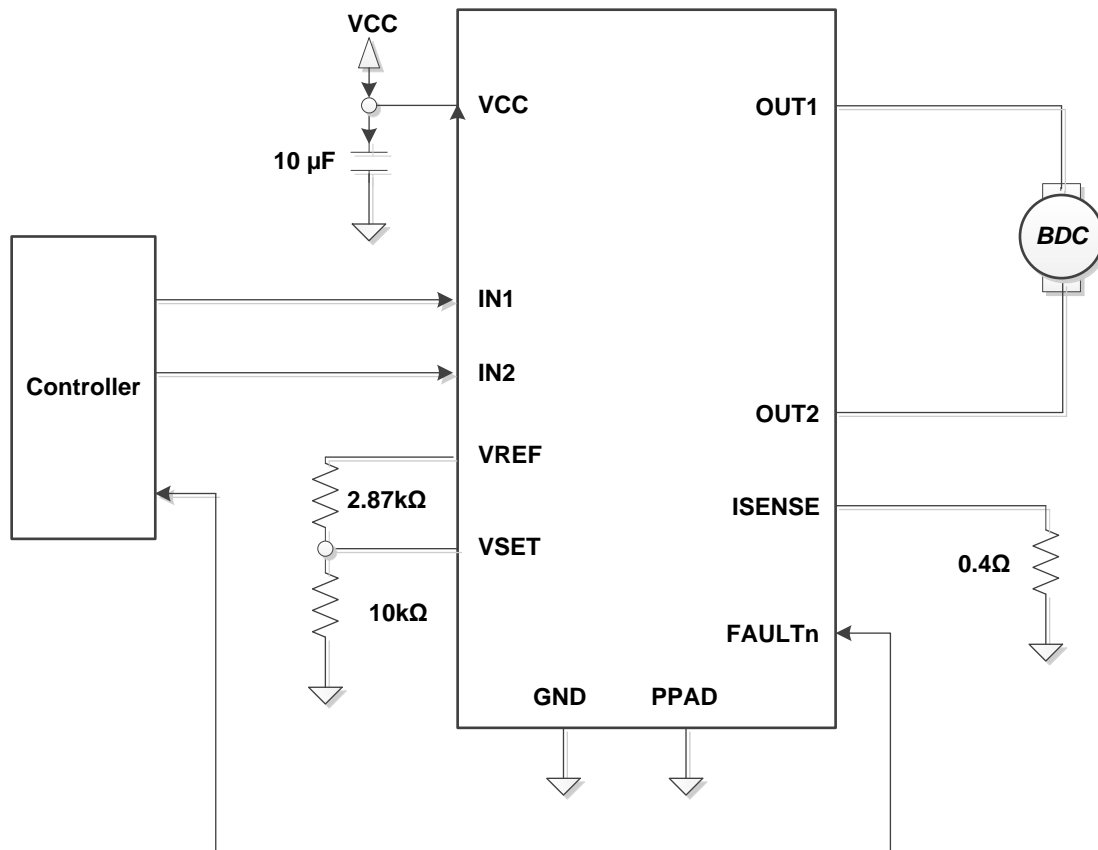 VCC
VCC
OUT1
10 µF
BDC
IN1
IN2
Controller
OUT2
VREF
2.87kΩ
ISENSE
VSET
0.4Ω
10kΩ
FAULTn
GND
PPAD